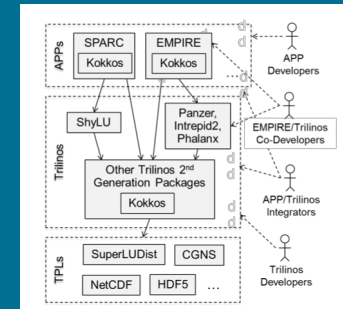 APPs
SPARC
Kokkos
EMPIRE
Kokkos
...
d
d
d
d
APP
Developers
Trilinos
ShyLU
Panzer,
Intrepid2,
Phalanx
EMPIRE/Trilinos
Co-Developers
Other Trilinos 2nd
Generation Packages
Kokkos
d
d
d
d
APP/Trilinos
Integrators
TPLs
SuperLUDist
CGNS
NetCDF
HDF5
...
Trilinos
Developers